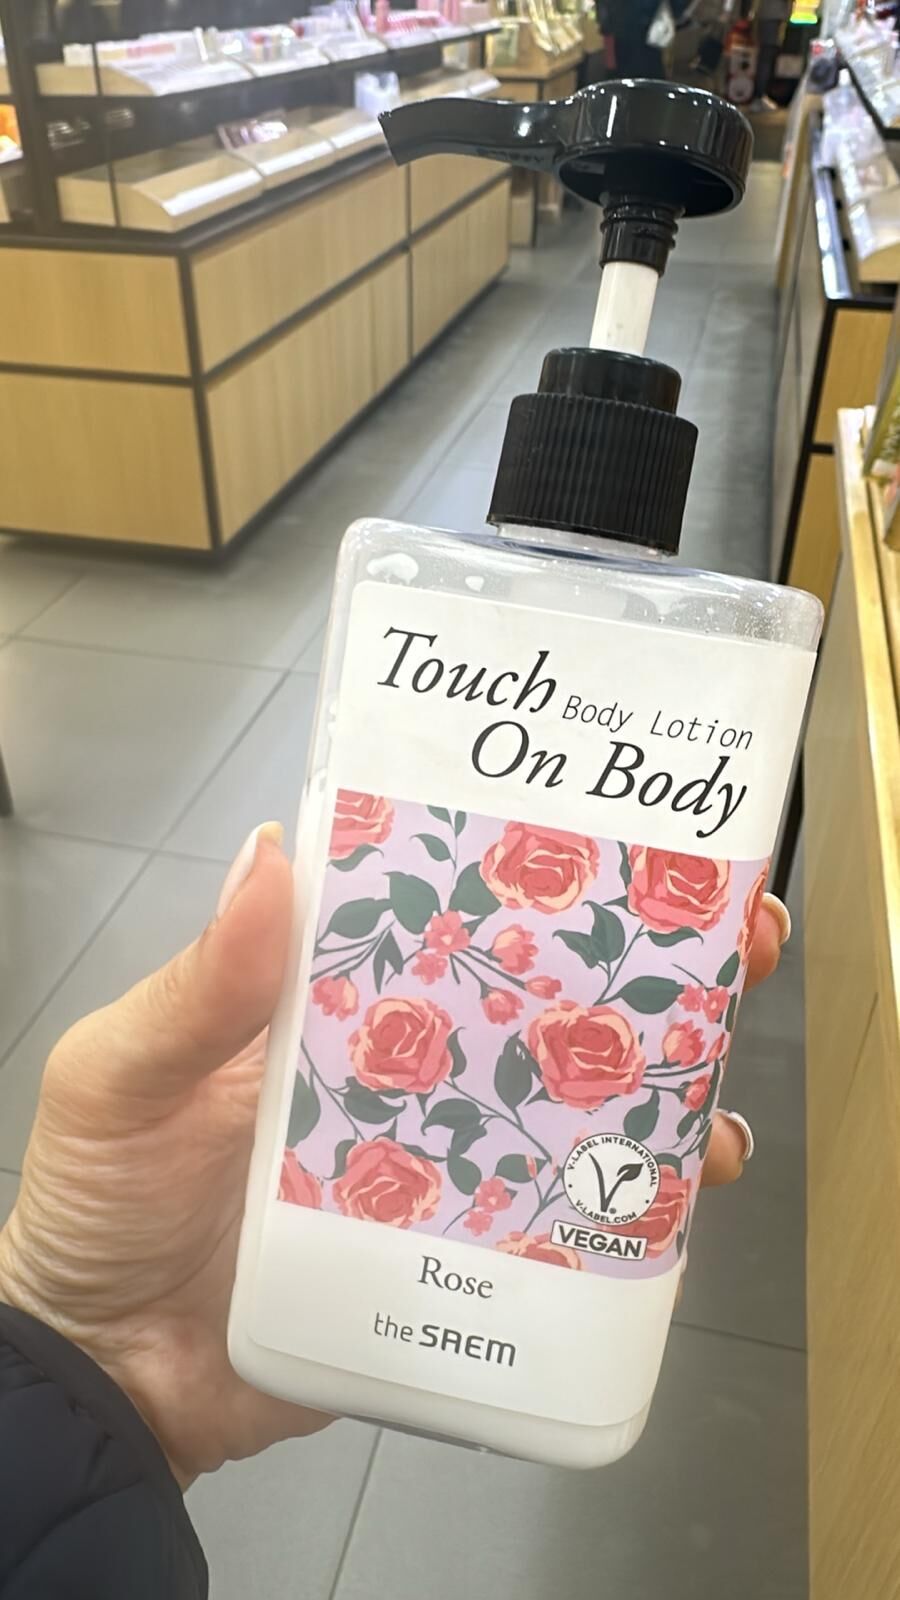 Touch
Body Lotion
On Body
V-LABEL INTERNATIONAL
V-LABEL.COM
VEGAN
Rose
the SAEM